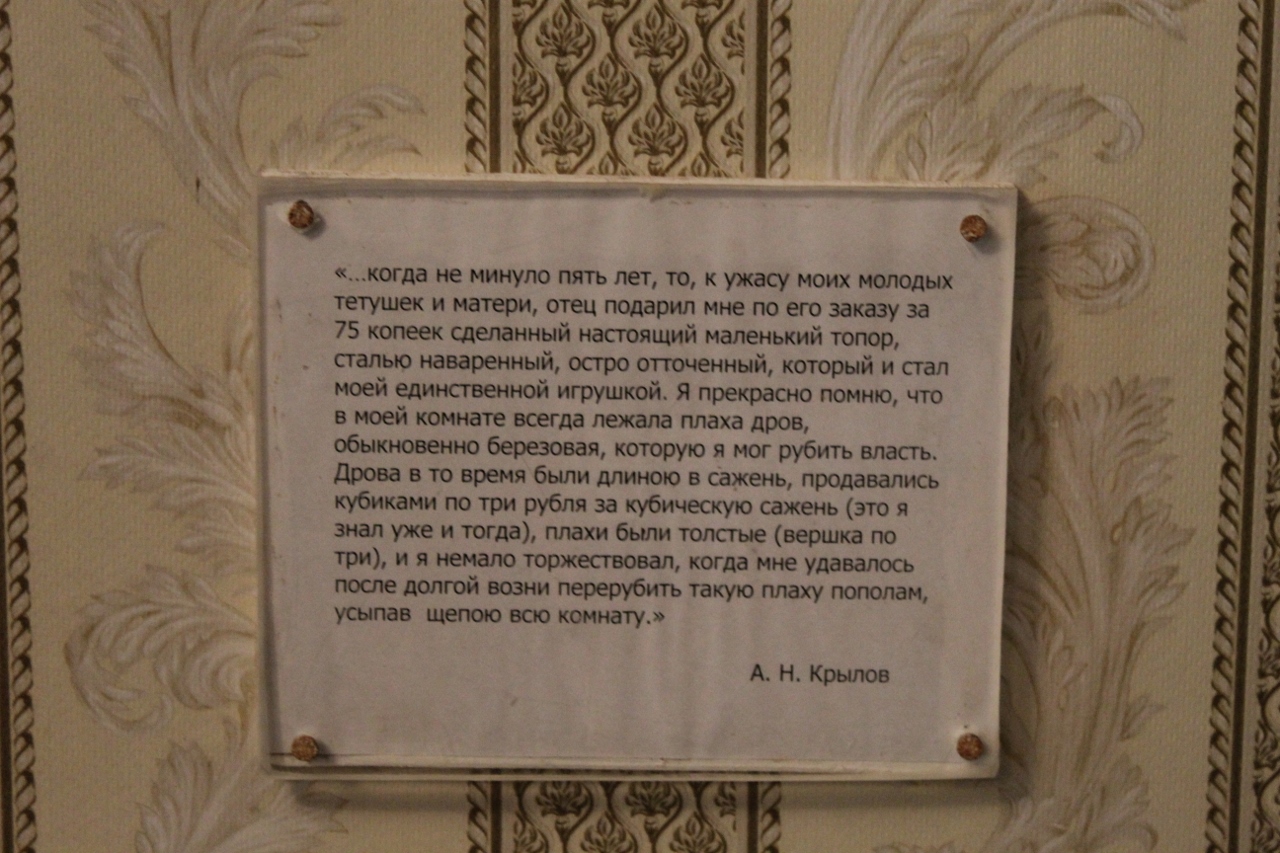 «...когда не минуло пять лет, то, к ужасу моих молодых
тетушек и матери, отец подарил мне по его заказу за
75 копеек сделанный настоящий маленький топор,
сталью наваренный, остро отточенный, который и стал
моей единственной игрушкой. Я прекрасно помню, что
в моей комнате всегда лежала плаха дров,
обыкновенно березовая, которую я мог рубить власть.
Дрова в то время были длиною в сажень, продавались
кубиками по три рубля за кубическую сажень (это я
знал уже и тогда), плахи были толстые (вершка по
три), и я немало торжествовал, когда мне удавалось
после долгой возни перерубить такую плаху пополам,
усыпав щепою всю комнату.»
А. Н. Крылов